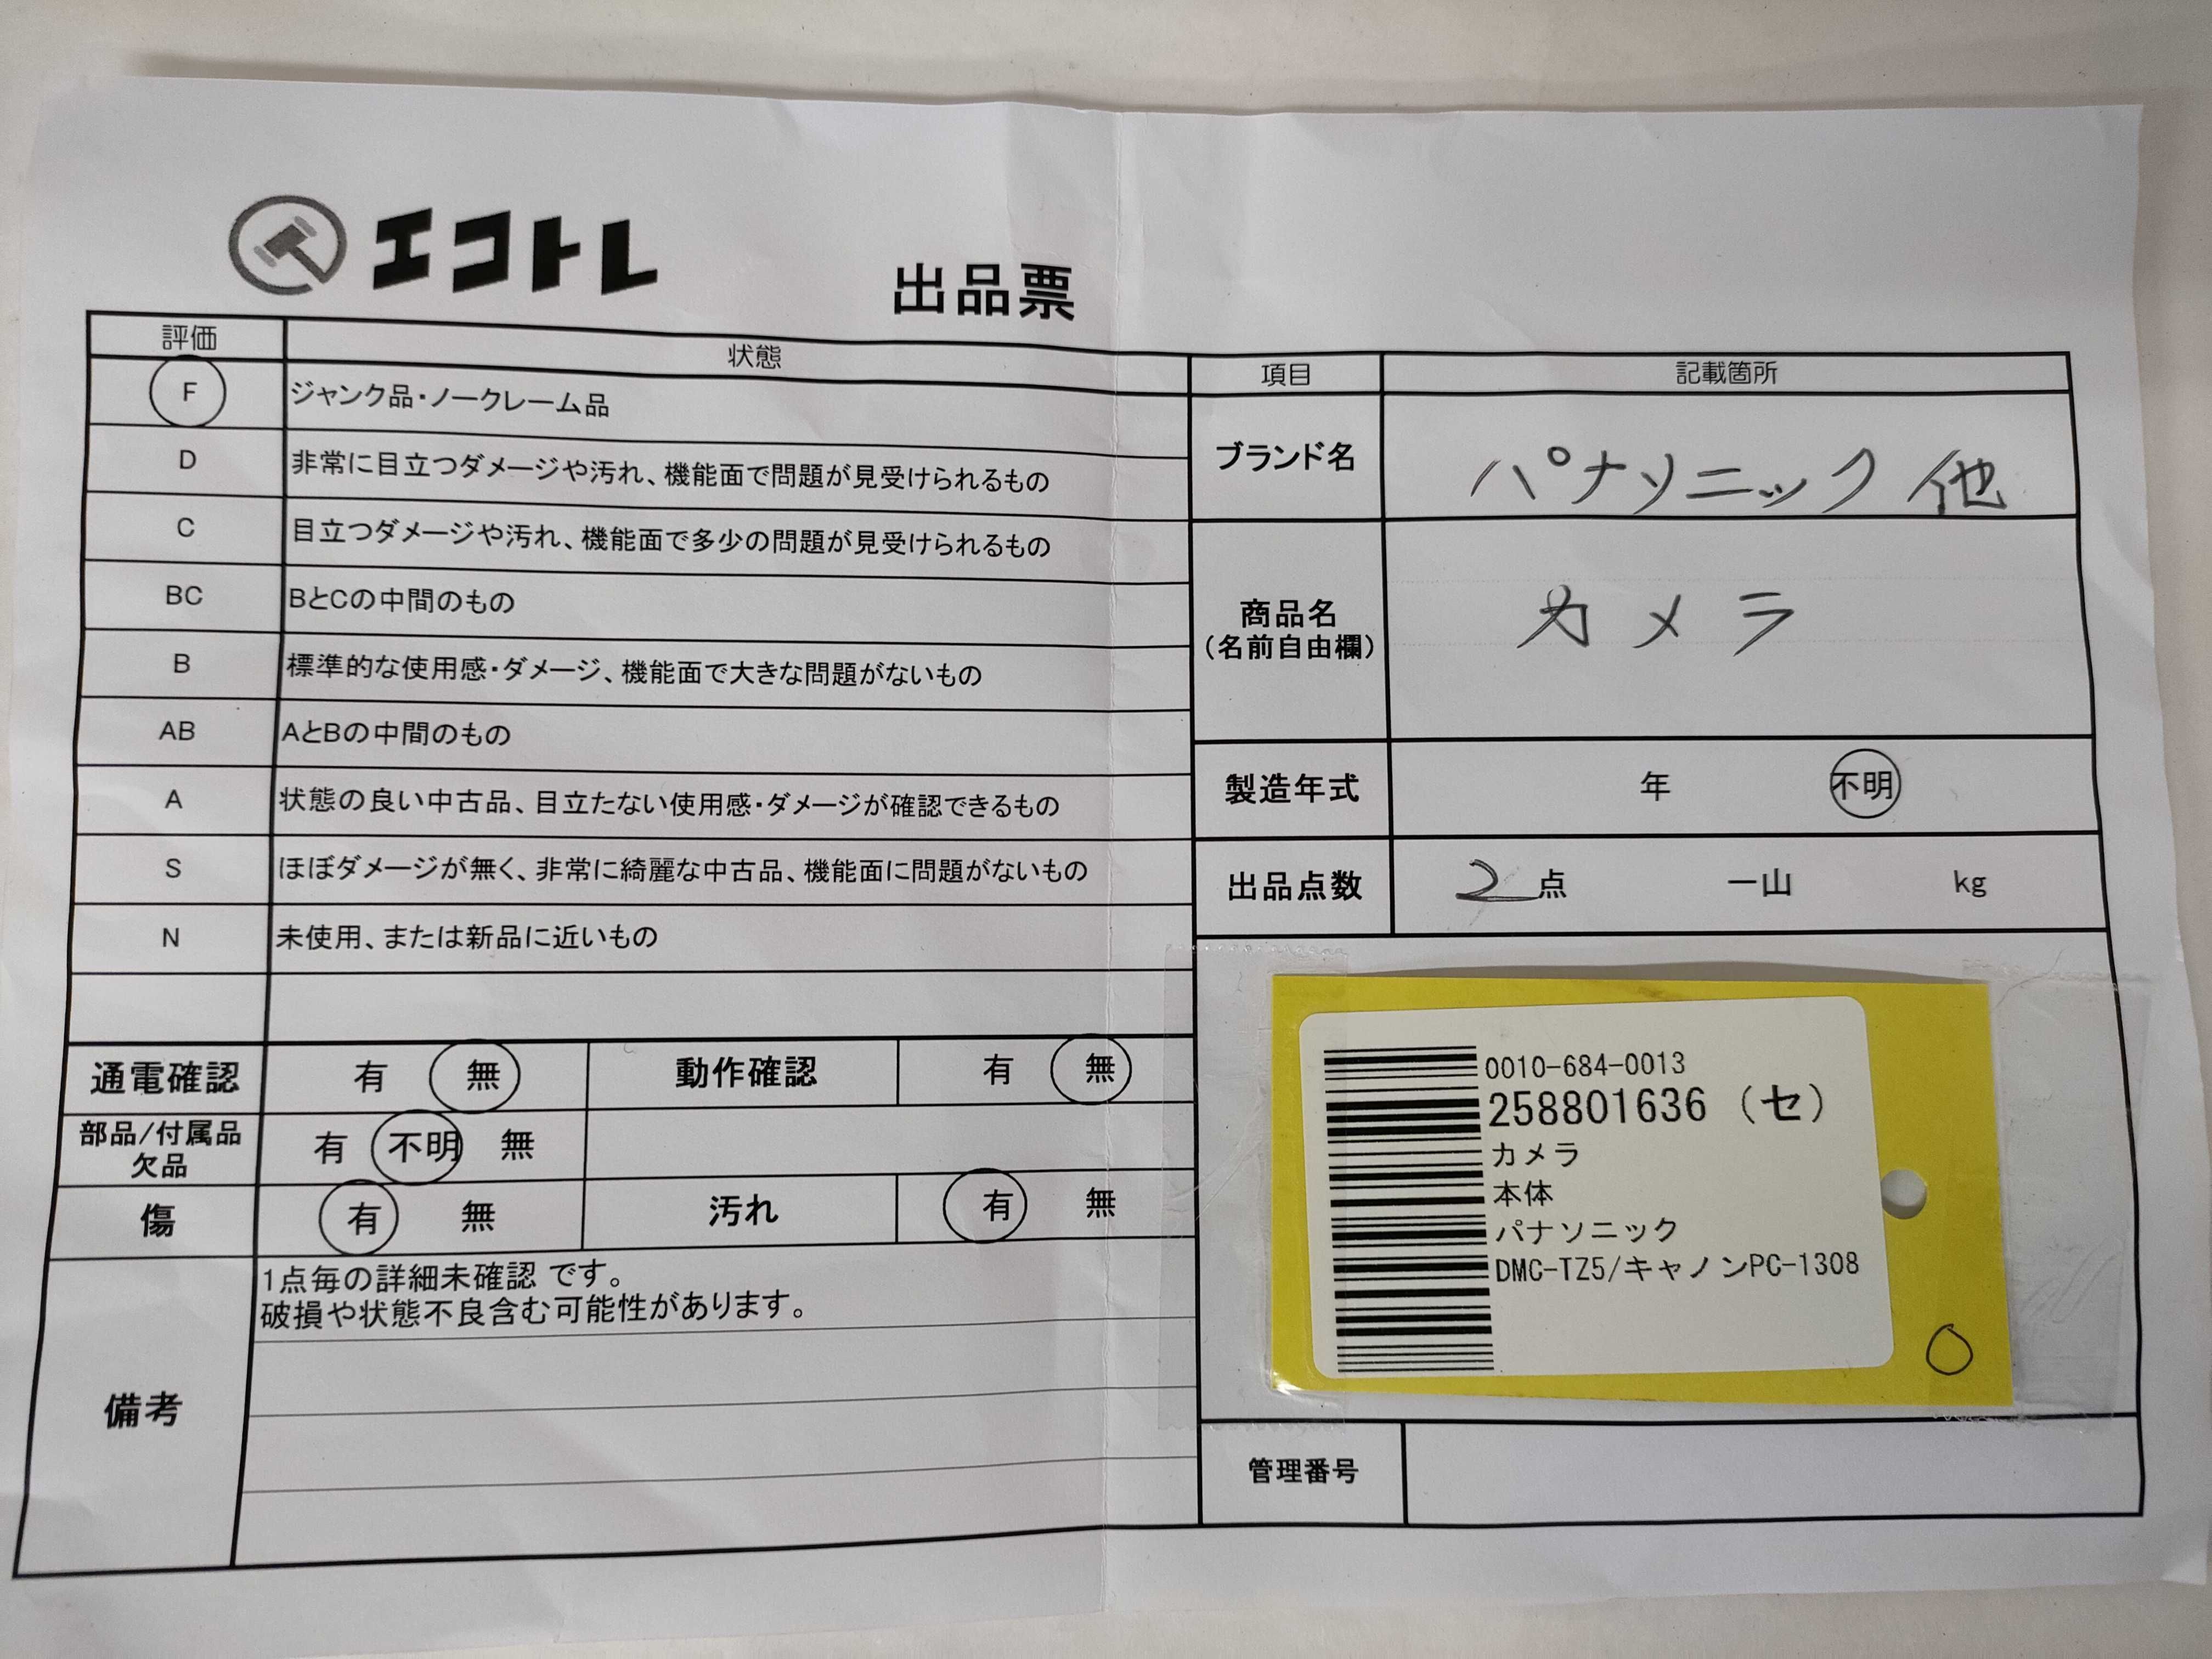 エコトレ
出品票
評価 状態
F ジャンク品・ノークレーム品
D 非常に目立つダメージや汚れ、機能面で問題が見受けられるもの
C 目立つダメージや汚れ、機能面で多少の問題が見受けられるもの
BC BとCの中間のもの
B 標準的な使用感・ダメージ、機能面で大きな問題がないもの
AB AとBの中間のもの
A 状態の良い中古品、目立たない使用感・ダメージが確認できるもの
S ほぼダメージが無く、非常に綺麗な中古品、機能面に問題がないもの
N 未使用、または新品に近いもの
通電確認 有 無 動作確認 有 無
部品/付属品
欠品 有 不明 無
傷 有 無 汚れ 有 無
備考
1点毎の詳細未確認 です。
破損や状態不良含む可能性があります。
項目 記載箇所
ブランド名 パナソニック 他
商品名
(名前自由欄) カメラ
製造年式 年 不明
出品点数 2点 一山 kg
0010-684-0013
258801636 (セ)
カメラ
本体
パナソニック
DMC-TZ5/キャノンPC-1308
管理番号